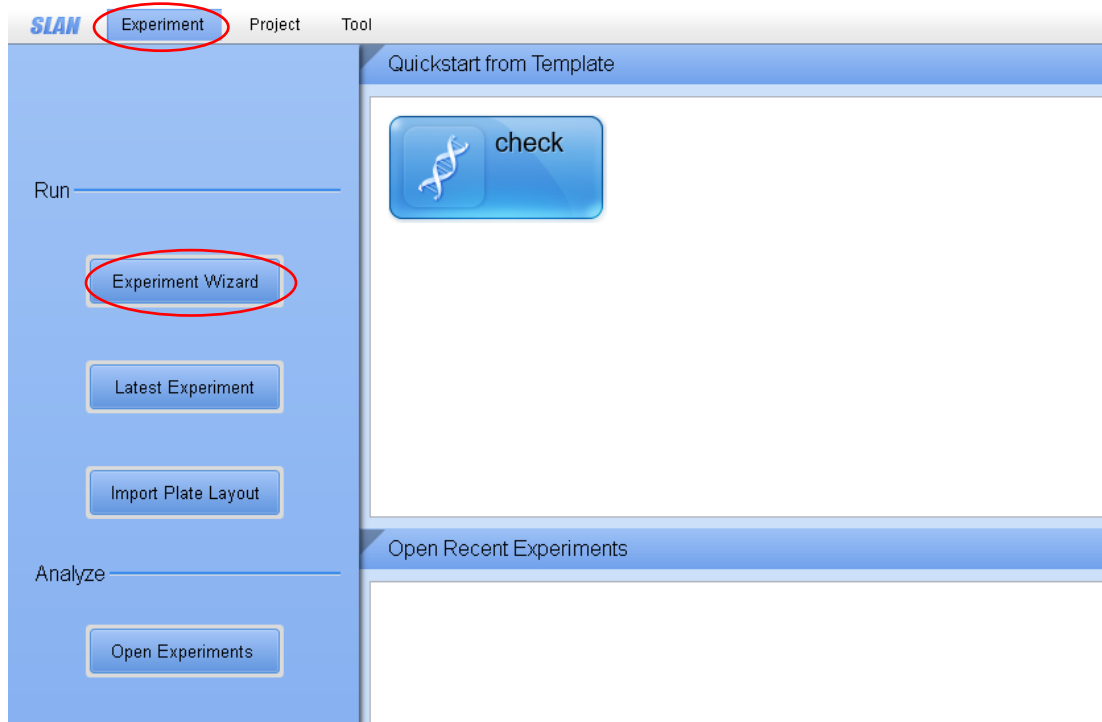 SLAN Experiment Project Tool
Quickstart from Template
check
Run
Experiment Wizard
Latest Experiment
Import Plate Layout
Open Recent Experiments
Analyze
Open Experiments